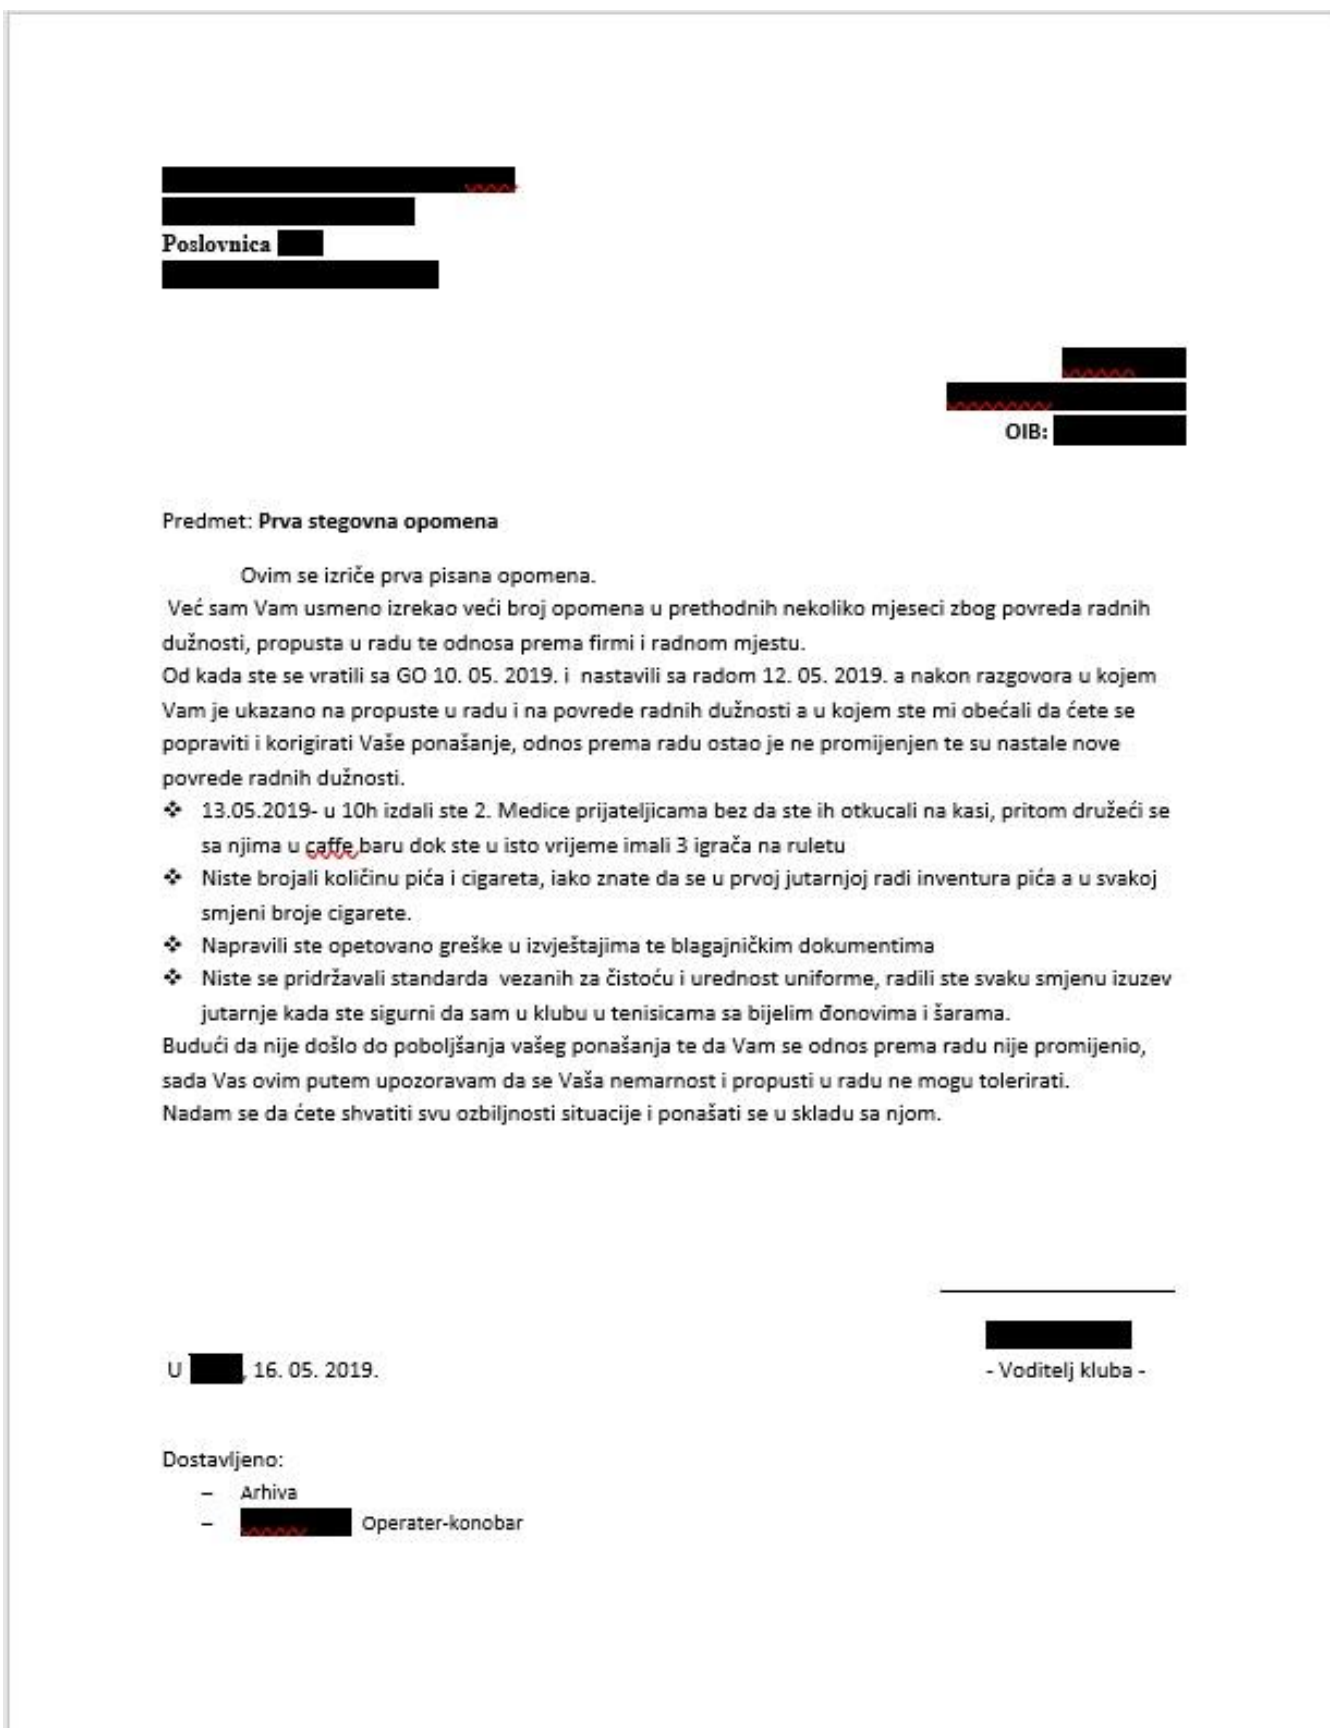 Poslovnica
OIB:
Predmet: Prva stegovna opomena
Ovim se izriče prva pisana opomena.
Već sam Vam usmeno izrekao veći broj opomena u prethodnih nekoliko mjeseci zbog povreda radnih
dužnosti, propusta u radu te odnosa prema firmi i radnom mjestu.
Od kada ste se vratili sa GO 10. 05. 2019. i nastavili sa radom 12. 05. 2019. a nakon razgovora u kojem
Vam je ukazano na propuste u radu i na povrede radnih dužnosti a u kojem ste mi obećali da ćete se
popraviti i korigirati Vaše ponašanje, odnos prema radu ostao je ne promijenjen te su nastale nove
povrede radnih dužnosti.
❖ 13.05.2019- u 10h izdali ste 2. Medice prijateljicama bez da ste ih otkucali na kasi, pritom družeći se
sa njima u caffe baru dok ste u isto vrijeme imali 3 igrača na ruletu
❖ Niste brojali količinu pića i cigareta, iako znate da se u prvoj jutarnjoj radi inventura pića a u svakoj
smjeni broje cigarete.
❖ Napravili ste opetovano greške u izvještajima te blagajničkim dokumentima
❖ Niste se pridržavali standarda vezanih za čistoću i urednost uniforme, radili ste svaku smjenu izuzev
jutarnje kada ste sigurni da sam u klubu u tenisicama sa bijelim đonovima i šarama.
Budući da nije došlo do poboljšanja vašeg ponašanja te da Vam se odnos prema radu nije promijenio,
sada Vas ovim putem upozoravam da se Vaša nemarnost i propusti u radu ne mogu tolerirati.
Nadam se da ćete shvatiti svu ozbiljnosti situacije i ponašati se u skladu sa njom.
U , 16. 05. 2019.
- Voditelj kluba -
Dostavljeno:
– Arhiva
– Operater-konobar